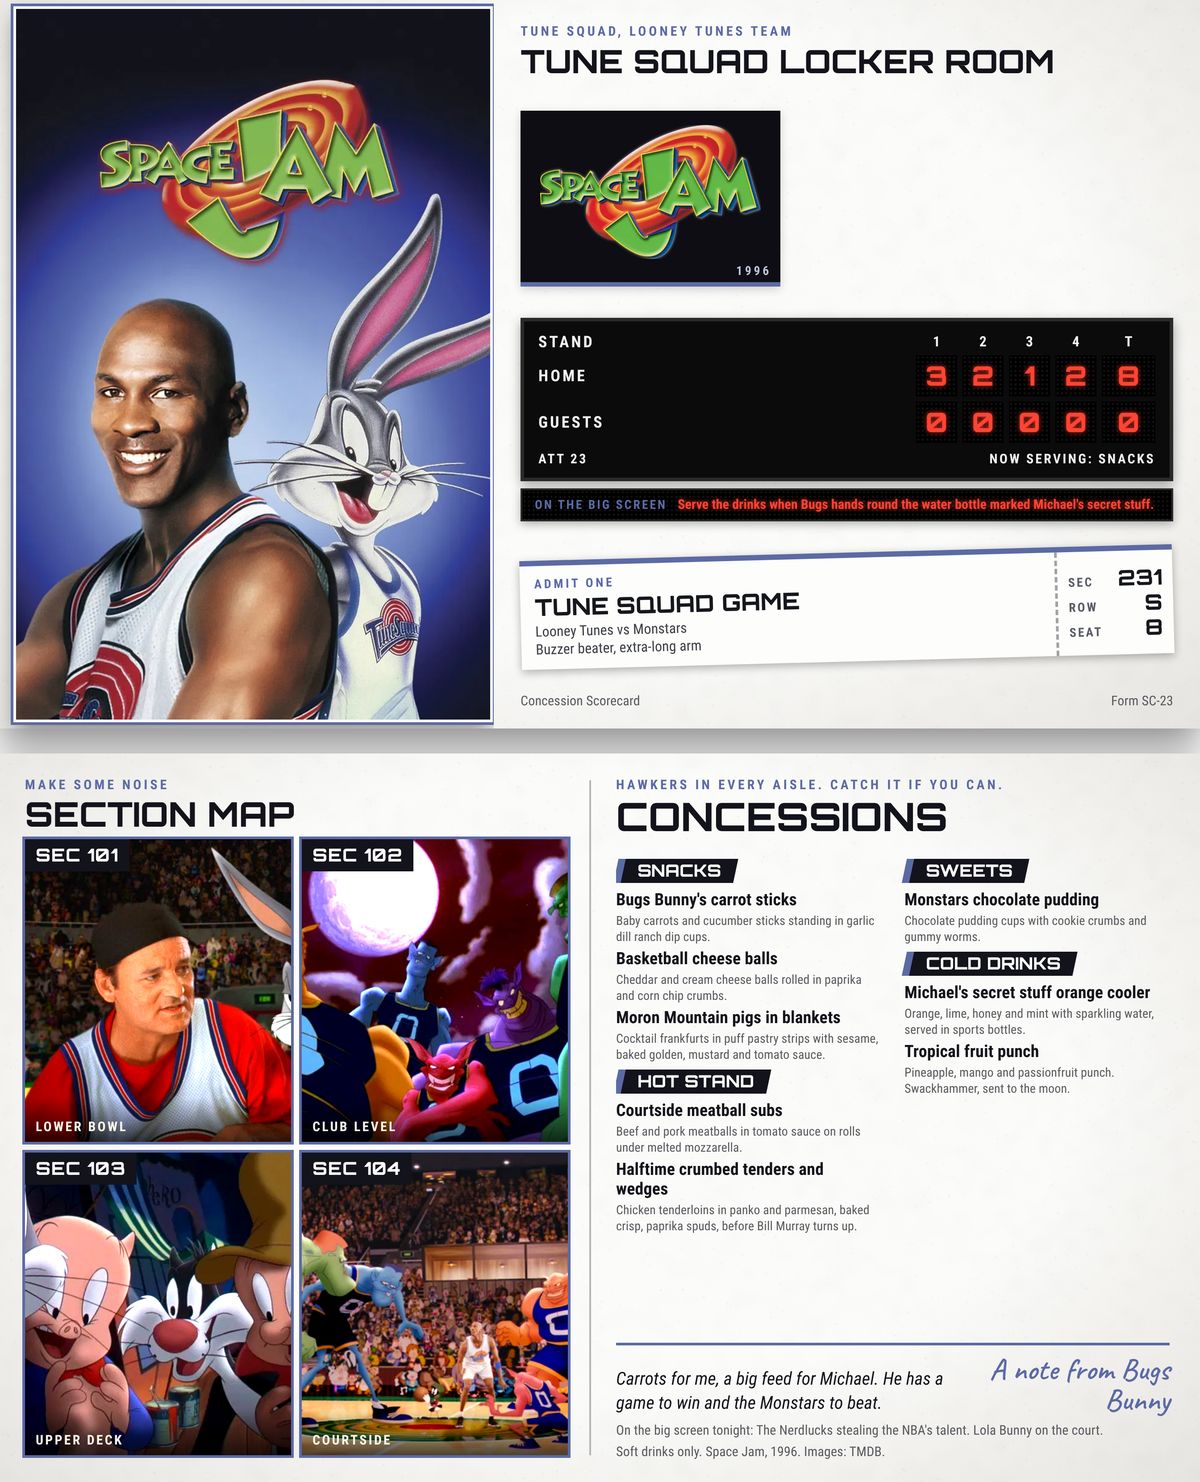 SPACE JAM
TuneSquad
TUNE SQUAD, LOONEY TUNES TEAM
TUNE SQUAD LOCKER ROOM
SPACE JAM
1996
STAND 1 2 3 4 T
HOME 3 2 1 2 8
GUESTS 0 0 0 0 0
ATT 23 NOW SERVING: SNACKS
ON THE BIG SCREEN Serve the drinks when Bugs hands round the water bottle marked Michael's secret stuff.
ADMIT ONE
TUNE SQUAD GAME
Looney Tunes vs Monstars
Buzzer beater, extra-long arm
SEC 231
ROW S
SEAT 8
Concession Scorecard
Form SC-23
MAKE SOME NOISE
SECTION MAP
SEC 101
LOWER BOWL
SEC 102
CLUB LEVEL
SEC 103
UPPER DECK
SEC 104
COURTSIDE
HAWKERS IN EVERY AISLE. CATCH IT IF YOU CAN.
CONCESSIONS
SNACKS
Bugs Bunny's carrot sticks
Baby carrots and cucumber sticks standing in garlic
dill ranch dip cups.
Basketball cheese balls
Cheddar and cream cheese balls rolled in paprika
and corn chip crumbs.
Moron Mountain pigs in blankets
Cocktail frankfurts in puff pastry strips with sesame,
baked golden, mustard and tomato sauce.
HOT STAND
Courtside meatball subs
Beef and pork meatballs in tomato sauce on rolls
under melted mozzarella.
Halftime crumbed tenders and
wedges
Chicken tenderloins in panko and parmesan, baked
crisp, paprika spuds, before Bill Murray turns up.
SWEETS
Monstars chocolate pudding
Chocolate pudding cups with cookie crumbs and
gummy worms.
COLD DRINKS
Michael's secret stuff orange cooler
Orange, lime, honey and mint with sparkling water,
served in sports bottles.
Tropical fruit punch
Pineapple, mango and passionfruit punch.
Swackhammer, sent to the moon.
Carrots for me, a big feed for Michael. He has a
game to win and the Monstars to beat.
A note from Bugs
Bunny
On the big screen tonight: The Nerdlucks stealing the NBA's talent. Lola Bunny on the court.
Soft drinks only. Space Jam, 1996. Images: TMDB.